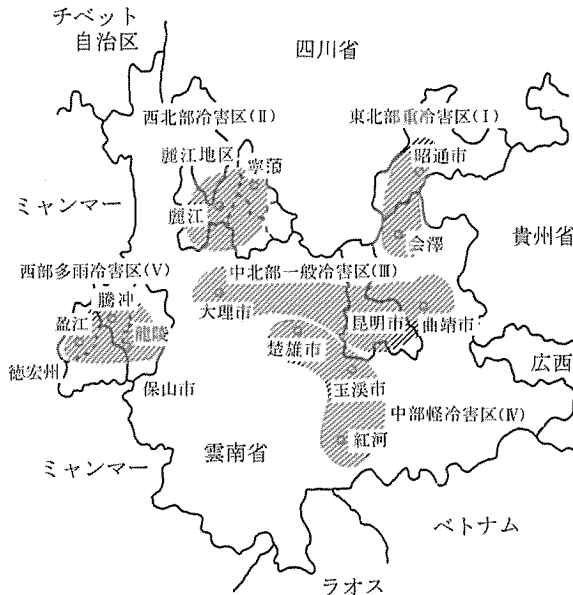 チベット
自治区
四川省
西北部冷害区(II)
東北部重冷害区(I)
麗江地区
昭通市
寧蒗
ミャンマー
麗江
貴州省
会澤
西部多雨冷害区(V)
中北部一般冷害区(III)
騰冲
大理市
昆明市
曲靖市
盈江
龍陵
楚雄市
広西
徳宏州
玉溪市
保山市
中部軽冷害区(IV)
紅河
雲南省
ミャンマー
ベトナム
ラオス